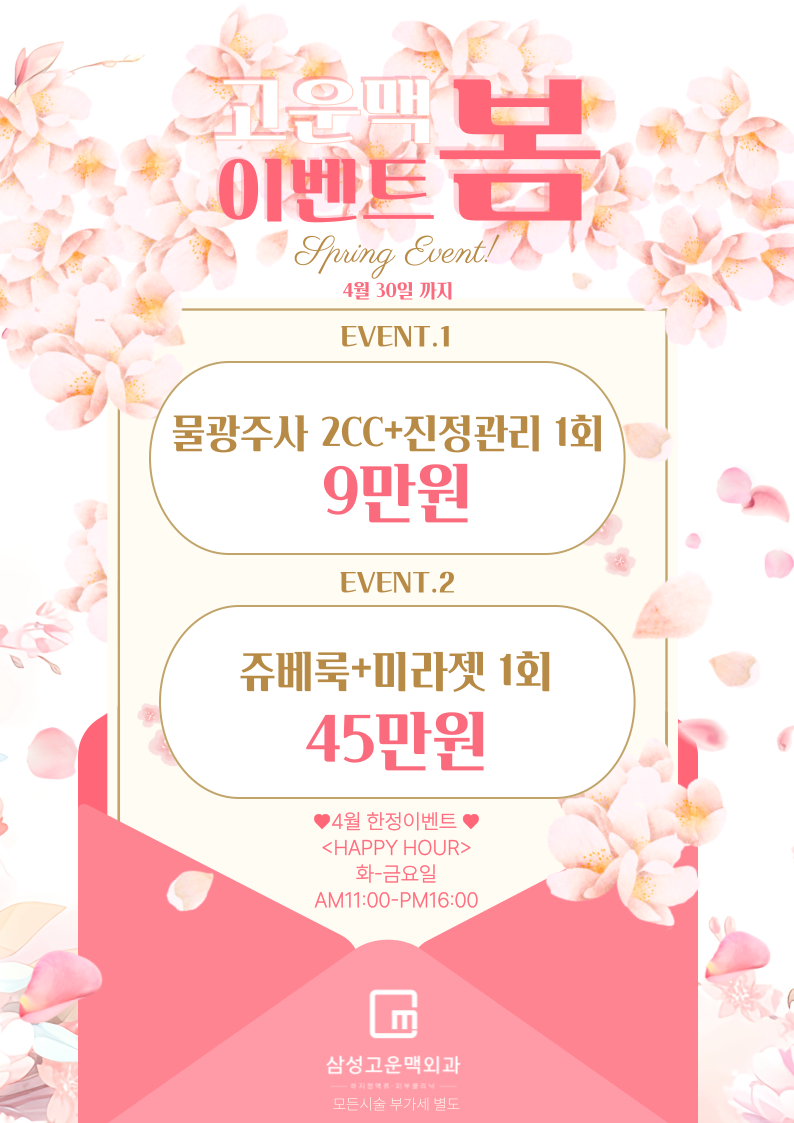 고운맥
이벤트 봄
Spring Event!
4월 30일 까지
EVENT.1
물광주사 2CC+진정관리 1회
9만원
EVENT.2
쥬베룩+미라젯 1회
45만원
♥4월 한정이벤트 ♥
<HAPPY HOUR>
화-금요일
AM11:00-PM16:00
m
삼성고운맥외과
모든시술 부가세 별도